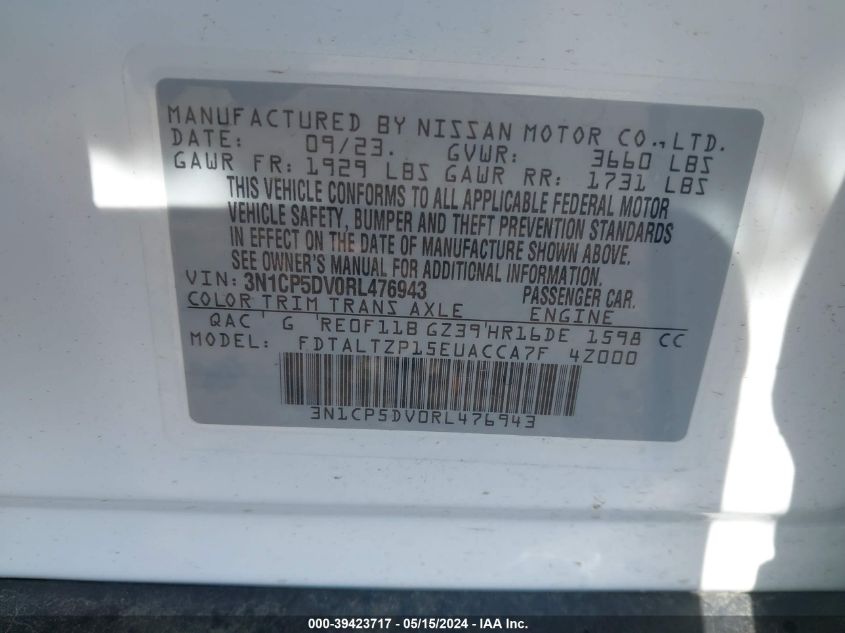 MANUFACTURED BY NISSAN MOTOR CO., LTD.
DATE: 09/23. GVWR: 3660 LBS
GAWR FR: 1929 LBS GAWR RR: 1731 LBS
THIS VEHICLE CONFORMS TO ALL APPLICABLE FEDERAL MOTOR
VEHICLE SAFETY, BUMPER AND THEFT PREVENTION STANDARDS
IN EFFECT ON THE DATE OF MANUFACTURE SHOWN ABOVE.
SEE OWNER'S MANUAL FOR ADDITIONAL INFORMATION.
VIN: 3N1CP5DV0RL476943 PASSENGER CAR.
COLOR TRIM TRANS AXLE ENGINE
QAC ' G 'RE0F11B GZ39'HR16DE 1598 CC
MODEL: FDTALTZP15EUACCA7F 4Z000
3N1CP5DV0RL476943
000-39423717 - 05/15/2024 - IAA Inc.